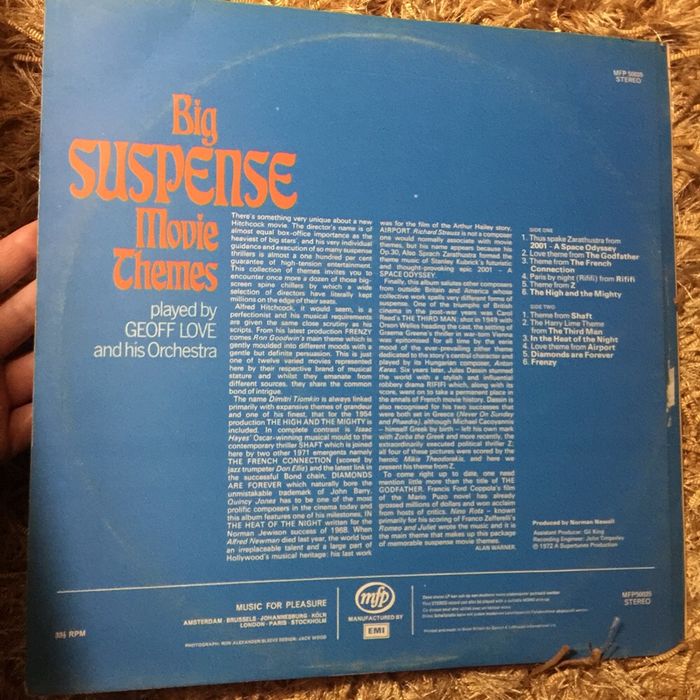 MFP 50035
STEREO
Big
SUSPENSE
Movie
Themes
played by
GEOFF LOVE
and his Orchestra
There's something very unique about a new
Hitchcock movie. The director's name is of
almost equal box-office importance as the
heaviest of big stars', and his very individual
guidance and execution of so many suspense
thrillers is almost a one hundred per cent
guarantee of high-tension entertainment.
This collection of themes invites you to
encounter once more a dozen of those big-
screen spine chillers by which a wide
selection of directors have literally kept
millions on the edge of their seats.
Alfred Hitchcock, it would seem, is a
perfectionist and his musical requirements
are given the same close scrutiny as his
scripts. From his latest production FRENZY
comes Ron Goodwin's main theme which is
gently moulded into different moods with a
gentle but definite persuasion. This is just
one of twelve varied movies represented
here by their respective brand of musical
stature and whilst they emanate from
different sources, they share the common
bond of intrigue.
The name Dimitri Tiomkin is always linked
primarily with expansive themes of grandeur
and one of his finest, that for the 1954
production THE HIGH AND THE MIGHTY is
included. In complete contrast is Isaac
Hayes' Oscar-winning musical mould to the
contemporary thriller SHAFT which is joined
here by two other 1971 emergents namely
THE FRENCH CONNECTION (scored by
jazz trumpeter Don Ellis) and the latest link in
the successful Bond chain, DIAMONDS
ARE FOREVER which naturally bore the
unmistakable trademark of John Barry.
Quincy Jones has to be one of the most
prolific composers in the cinema today and
this album features one of his milestones, IN
THE HEAT OF THE NIGHT written for the
Norman Jewison success of 1968. When
Alfred Newman died last year, the world lost
an irreplaceable talent and a large part of
Hollywood's musical heritage: his last work
was for the film of the Arthur Hailey story,
AIRPORT. Richard Strauss is not a composer
one would normally associate with movie
themes, but his name appears because his
Op.30, Also Sprach Zarathustra formed the
theme music of Stanley Kubrick's futuristic
and thought-provoking epic 2001 - A
SPACE ODYSSEY.
Finally, this album salutes other composers
from outside Britain and America whose
collective work spells very different forms of
suspense. One of the triumphs of British
cinema in the post-war years was Carol
Reed's THE THIRD MAN, shot in 1949 with
Orson Welles heading the cast, the setting of
Graeme Greene's thriller in war-torn Vienna
was epitomised for all time by the eerie
mood of the ever-prevailing zither theme
dedicated to the story's central character and
played by its Hungarian composer, Anton
Karas. Six years later, Jules Dassin stunned
the world with a stylish and influential
robbery drama RIFIFI which, along with its
score, went on to take a permanent place in
the annals of French movie history. Dassin is
also recognised for his two successes that
were both set in Greece (Never On Sunday
and Phaedra), although Michael Cacoyannis
- himself Greek by birth - left his own mark
with Zorba the Greek and more recently, the
extraordinarily executed political thriller Z;
all four of these pictures were scored by the
heroic Mikis Theodorakis, and here we
present his theme from Z.
To come right up to date, one need
mention little more than the title of THE
GODFATHER. Francis Ford Coppola's film
of the Mario Puzo novel has already
grossed millions of dollars and won acclaim
from hosts of critics. Nino Rota - known
primarily for his scoring of Franco Zeffirelli's
Romeo and Juliet wrote the music and it is
the main theme that makes up this package
of memorable suspense movie themes.
ALAN WARNER.
SIDE ONE
1. Thus spake Zarathustra from
2001 - A Space Odyssey
2. Love theme from The Godfather
3. Theme from The French
Connection
4. Paris by night (Rififi) from Rififi
5. Theme from Z
6. The High and the Mighty
SIDE TWO
1. Theme from Shaft
2. The Harry Lime Theme
from The Third Man
3. In the Heat of the Night
4. Love theme from Airport
5. Diamonds are Forever
6. Frenzy
Produced by Norman Newell
Assistant Producer: Gil King
Recording Engineer: John Timperley
© 1972 A Supertunes Production
33⅓ RPM
MUSIC FOR PLEASURE
AMSTERDAM · BRUSSELS · JOHANNESBURG · KÖLN
LONDON · PARIS · STOCKHOLM
PHOTOGRAPH: RON ALEXANDER/SLEEVE DESIGN: JACK WOOD
mfp
MANUFACTURED BY
EMI
MFP50035
STEREO